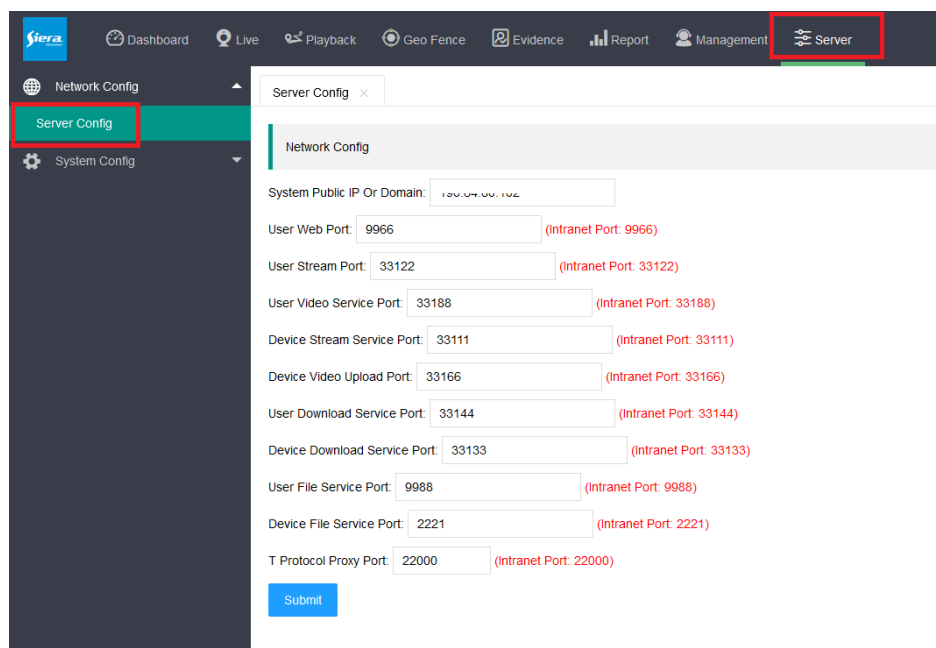 Siera
Dashboard Live Playback Geo Fence Evidence Report Management Server
Network Config
Server Config
System Config
Server Config ×
Network Config
System Public IP Or Domain:
User Web Port: 9966 (Intranet Port: 9966)
User Stream Port: 33122 (Intranet Port: 33122)
User Video Service Port: 33188 (Intranet Port: 33188)
Device Stream Service Port: 33111 (Intranet Port: 33111)
Device Video Upload Port: 33166 (Intranet Port: 33166)
User Download Service Port: 33144 (Intranet Port: 33144)
Device Download Service Port: 33133 (Intranet Port: 33133)
User File Service Port: 9988 (Intranet Port: 9988)
Device File Service Port: 2221 (Intranet Port: 2221)
T Protocol Proxy Port: 22000 (Intranet Port: 22000)
Submit